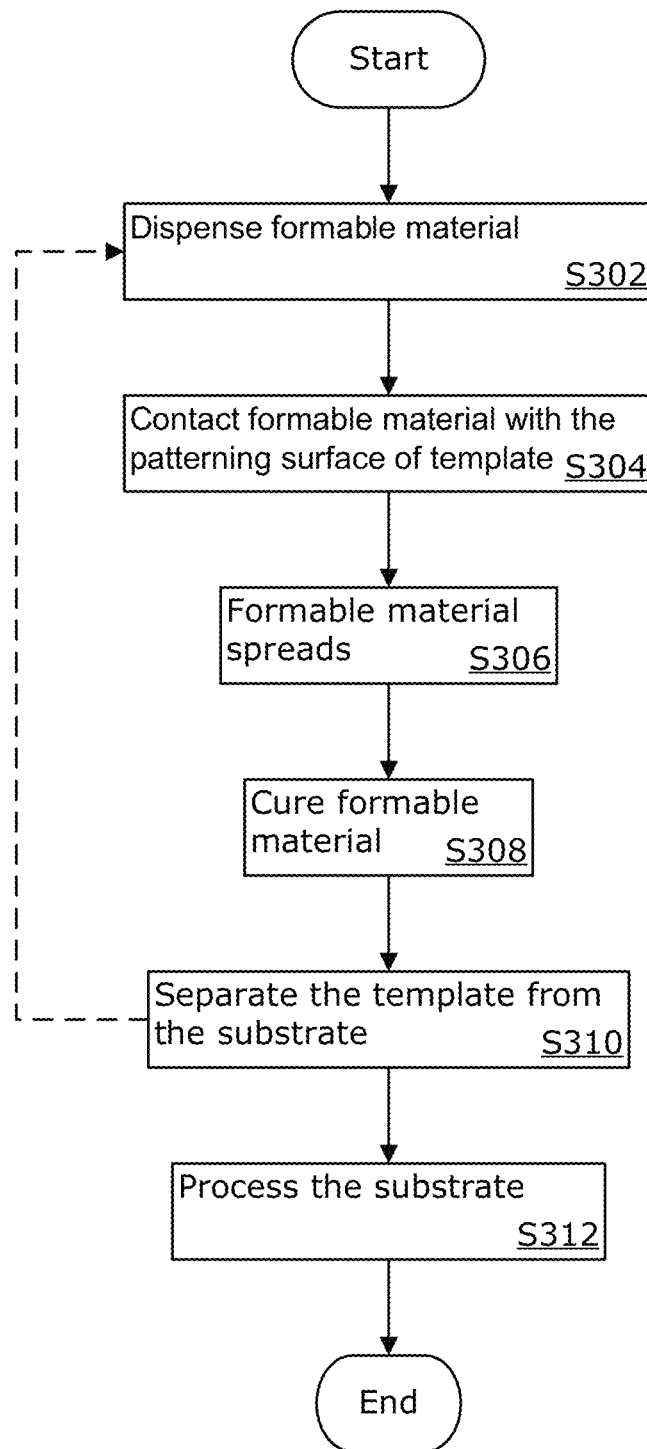 Start
Dispense formable material
S302
Contact formable material with the
patterning surface of template
S304
Formable material
spreads
S306
Cure formable
material
S308
Separate the template from
the substrate
S310
Process the substrate
S312
End